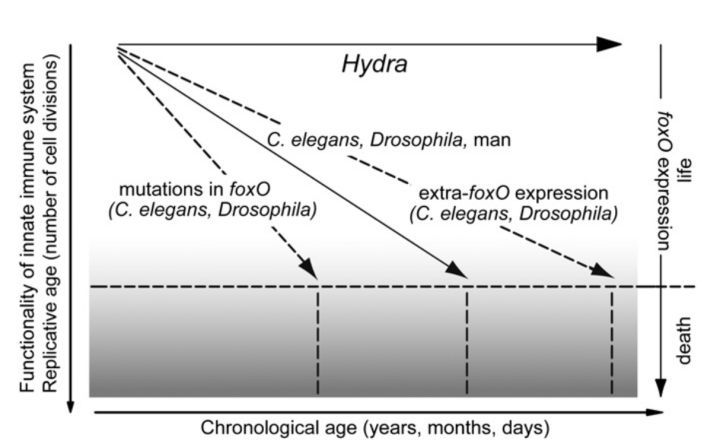 Hydra
C. elegans, Drosophila, man
mutations in foxO
(C. elegans, Drosophila)
extra-foxO expression
(C. elegans, Drosophila)
Functionality of innate immune system
Replicative age (number of cell divisions)
foxO expression
life
death
Chronological age (years, months, days)